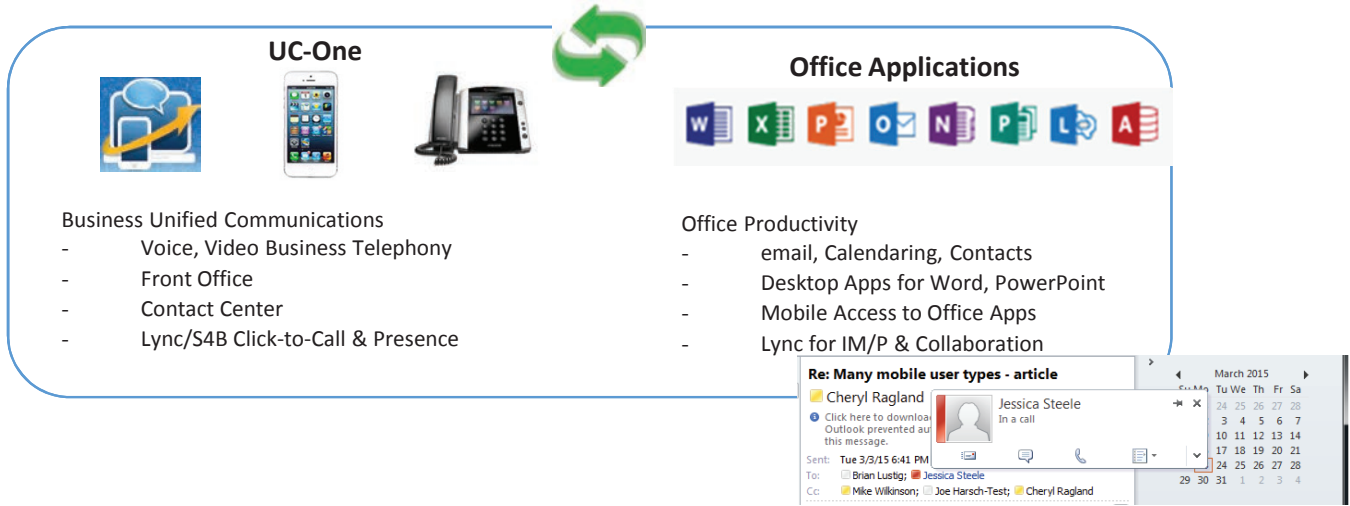 UC-One
Office Applications
W X P O N P L A
Business Unified Communications
- Voice, Video Business Telephony
- Front Office
- Contact Center
- Lync/S4B Click-to-Call & Presence
Office Productivity
- email, Calendaring, Contacts
- Desktop Apps for Word, PowerPoint
- Mobile Access to Office Apps
- Lync for IM/P & Collaboration
Re: Many mobile user types - article
Cheryl Ragland
Click here to downloa
Outlook prevented au
this message.
Sent: Tue 3/3/15 6:41 PM
To: Brian Lustig; Jessica Steele
Cc: Mike Wilkinson; Joe Harsch-Test; Cheryl Ragland
Jessica Steele
In a call
March 2015
Su Mo Tu We Th Fr Sa
24 25 26 27 28
3 4 5 6 7
10 11 12 13 14
17 18 19 20 21
24 25 26 27 28
29 30 31 1 2 3 4